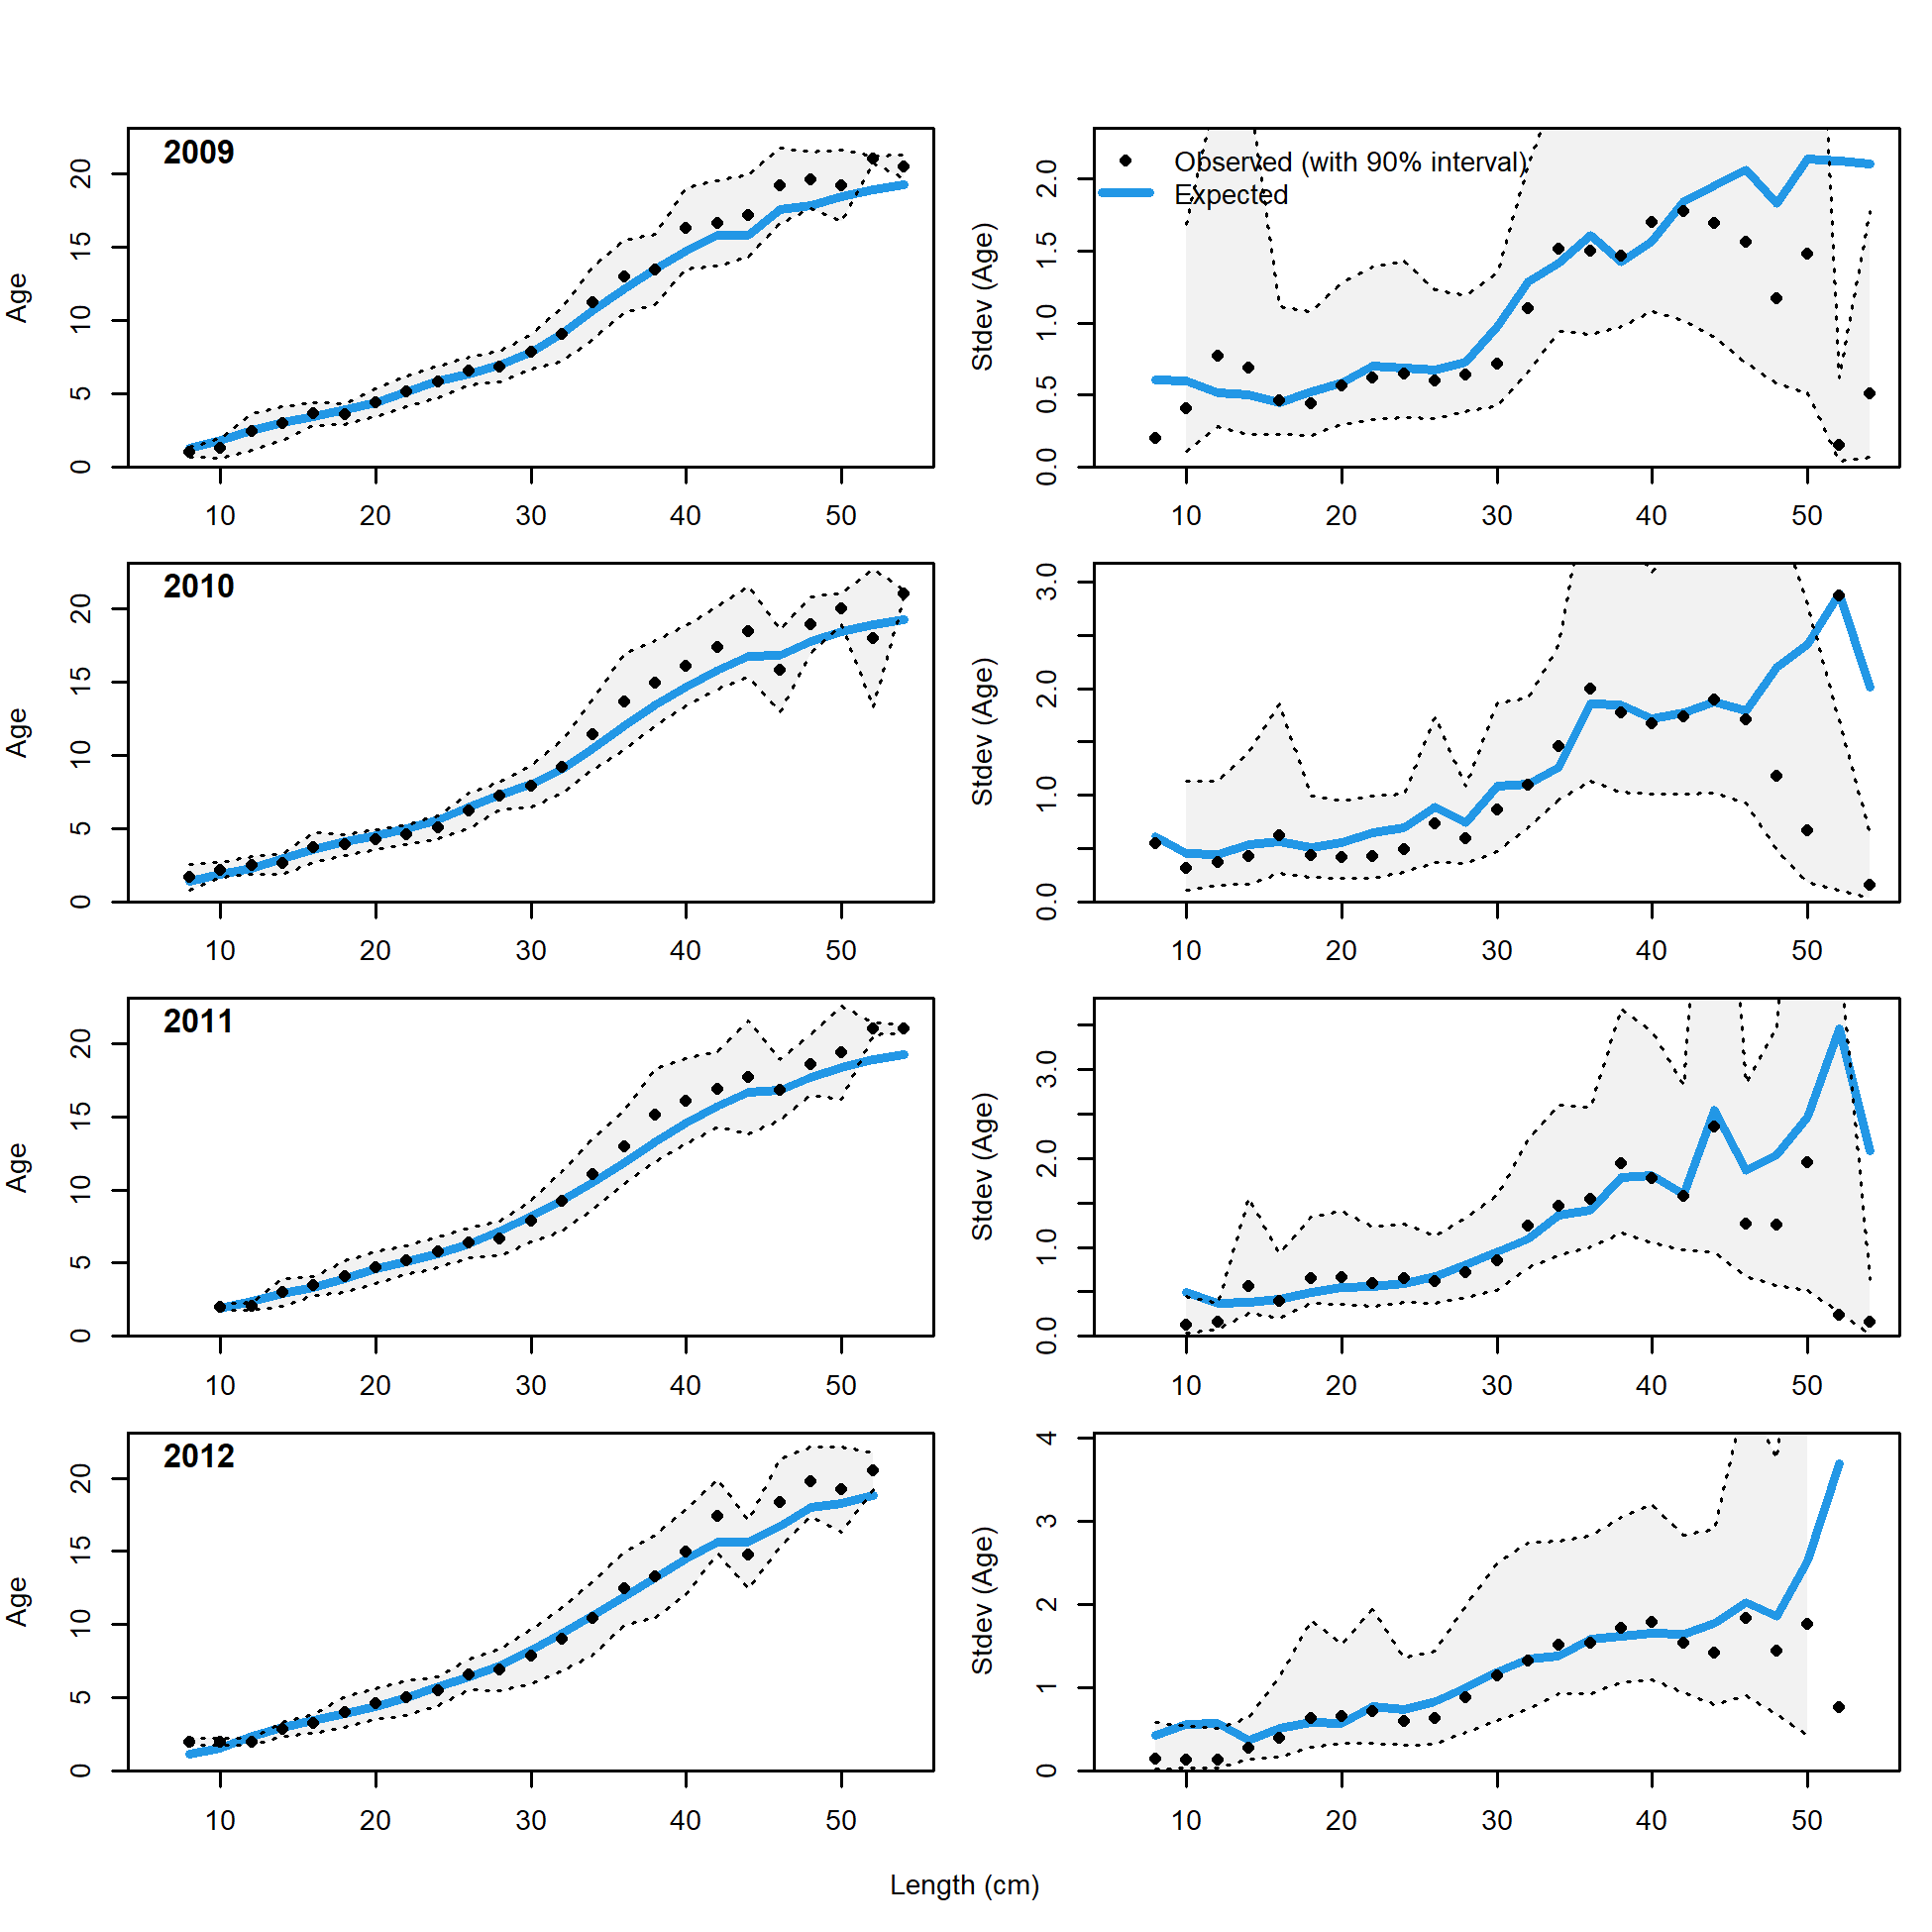 2009
Age
0 5 10 15 20
10 20 30 40 50
Observed (with 90% interval)
Expected
Stdev (Age)
0.0 0.5 1.0 1.5 2.0
10 20 30 40 50
2010
Age
0 5 10 15 20
10 20 30 40 50
Stdev (Age)
0.0 1.0 2.0 3.0
10 20 30 40 50
2011
Age
0 5 10 15 20
10 20 30 40 50
Stdev (Age)
0.0 1.0 2.0 3.0
10 20 30 40 50
2012
Age
0 5 10 15 20
10 20 30 40 50
Stdev (Age)
0 1 2 3 4
10 20 30 40 50
Length (cm)